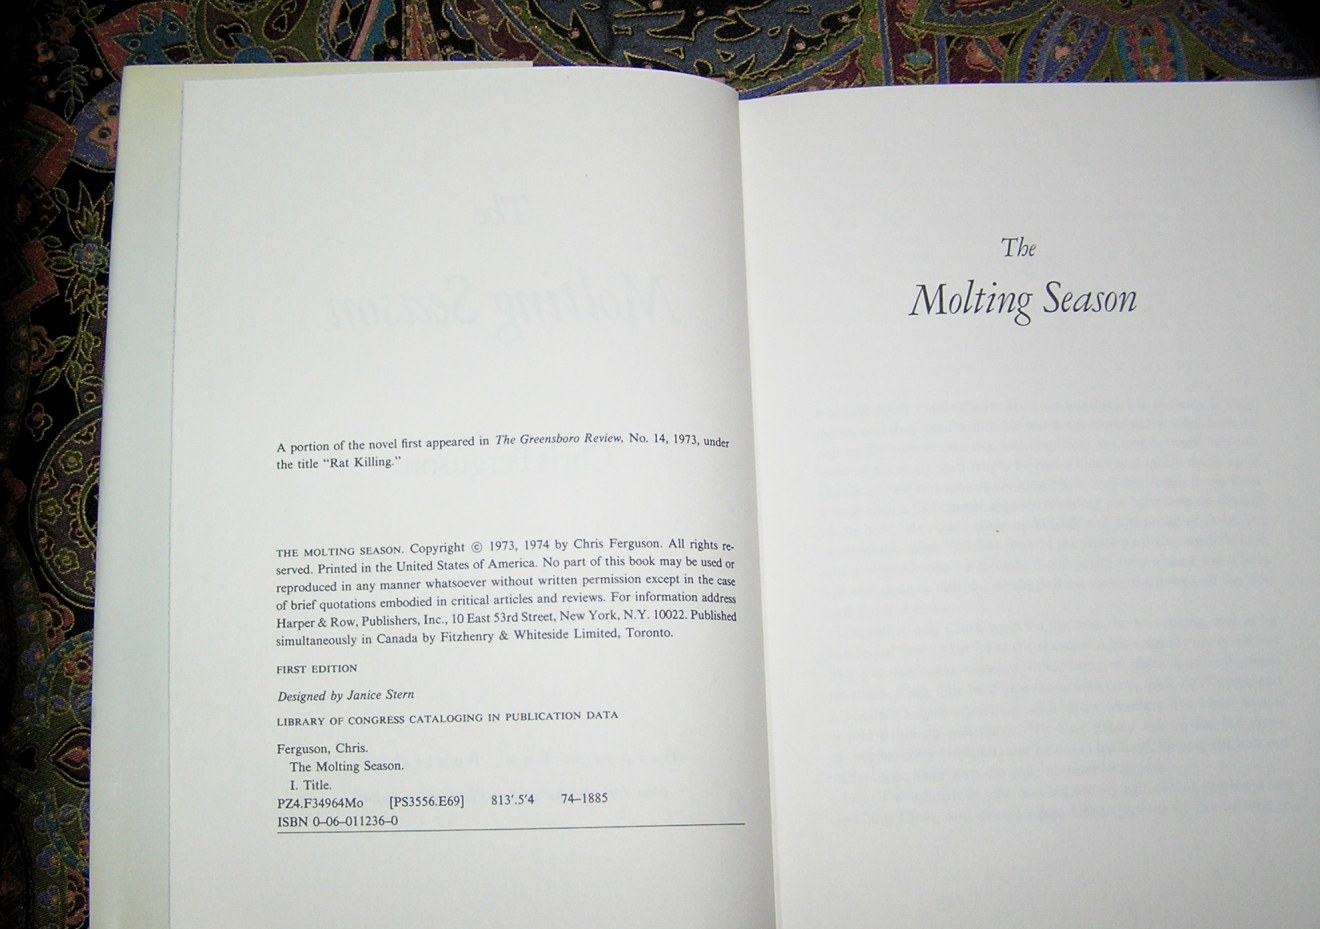 A portion of the novel first appeared in The Greensboro Review, No. 14, 1973, under
the title “Rat Killing.”
THE MOLTING SEASON. Copyright © 1973, 1974 by Chris Ferguson. All rights re-
served. Printed in the United States of America. No part of this book may be used or
reproduced in any manner whatsoever without written permission except in the case
of brief quotations embodied in critical articles and reviews. For information address
Harper & Row, Publishers, Inc., 10 East 53rd Street, New York, N.Y. 10022. Published
simultaneously in Canada by Fitzhenry & Whiteside Limited, Toronto.
FIRST EDITION
Designed by Janice Stern
LIBRARY OF CONGRESS CATALOGING IN PUBLICATION DATA
Ferguson, Chris.
The Molting Season.
I. Title.
PZ4.F34964Mo [PS3556.E69] 813'.5'4 74–1885
ISBN 0–06–011236–0
The
Molting Season